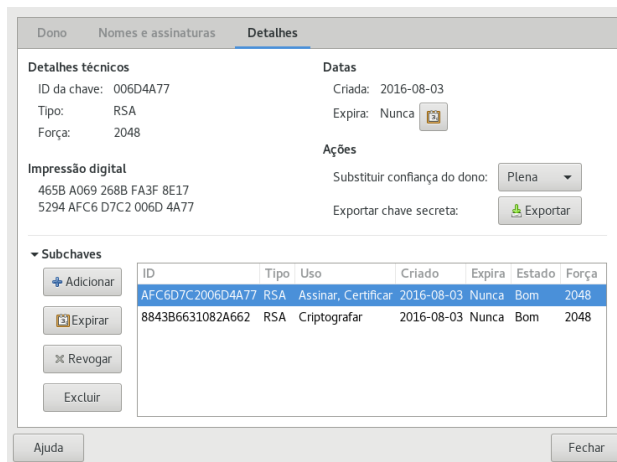 Dono Nomes e assinaturas Detalhes
Detalhes técnicos
ID da chave: 006D4A77
Tipo: RSA
Força: 2048
Impressão digital
465B A069 268B FA3F 8E17
5294 AFC6 D7C2 006D 4A77
Datas
Criada: 2016-08-03
Expira: Nunca
Ações
Substituir confiança do dono: Plena
Exportar chave secreta: Exportar
Subchaves
Adicionar
Expirar
Revogar
Excluir
ID Tipo Uso Criado Expira Estado Força
AFC6D7C2006D4A77 RSA Assinar, Certificar 2016-08-03 Nunca Bom 2048
8843B6631082A662 RSA Criptografar 2016-08-03 Nunca Bom 2048
Ajuda Fechar